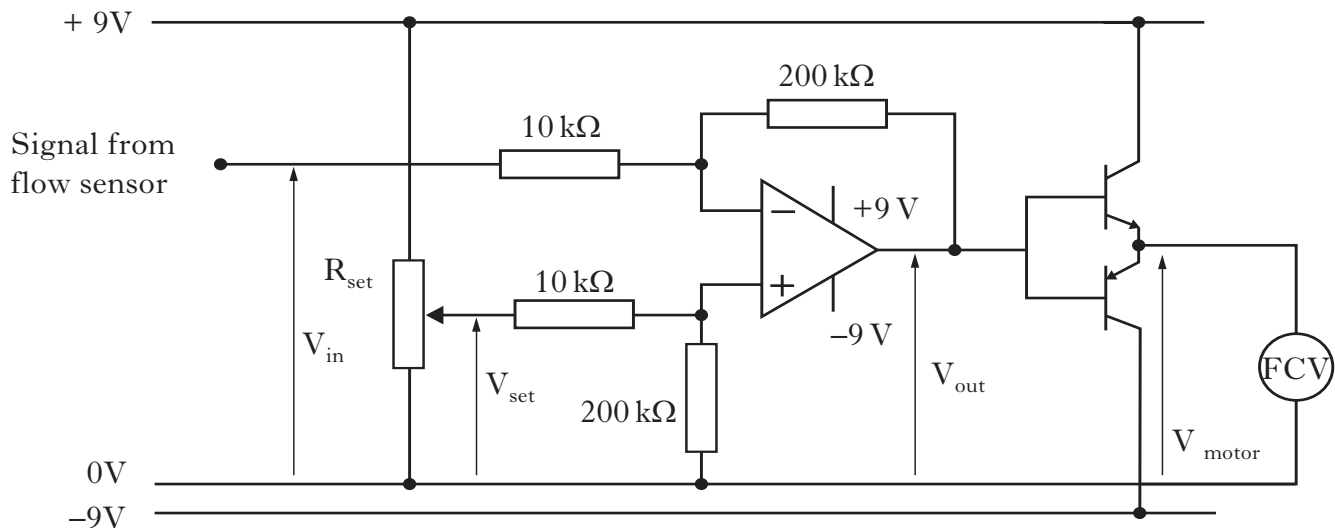 + 9V
200 kΩ
10 kΩ
Signal from
flow sensor
− +9 V
R_set
10 kΩ
+
–9 V
V_in
V_set
V_out
FCV
200 kΩ
V_motor
0V
–9V